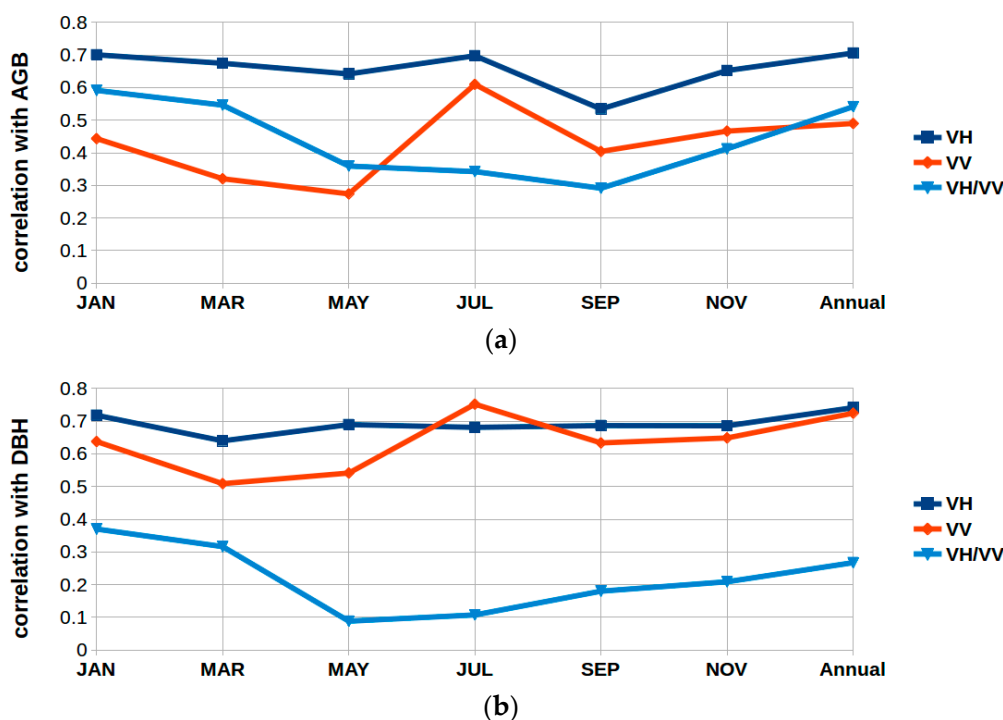 correlation with AGB
0.8
0.7
0.6
0.5
0.4
0.3
0.2
0.1
0
JAN MAR MAY JUL SEP NOV Annual
VH
VV
VH/VV
(a)
correlation with DBH
0.8
0.7
0.6
0.5
0.4
0.3
0.2
0.1
0
JAN MAR MAY JUL SEP NOV Annual
VH
VV
VH/VV
(b)